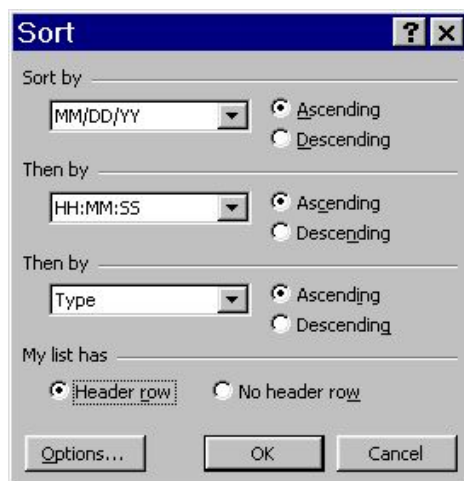 Sort ? X
Sort by
MM/DD/YY
Ascending
Descending
Then by
HH:MM:SS
Ascending
Descending
Then by
Type
Ascending
Descending
My list has
Header row No header row
Options... OK Cancel